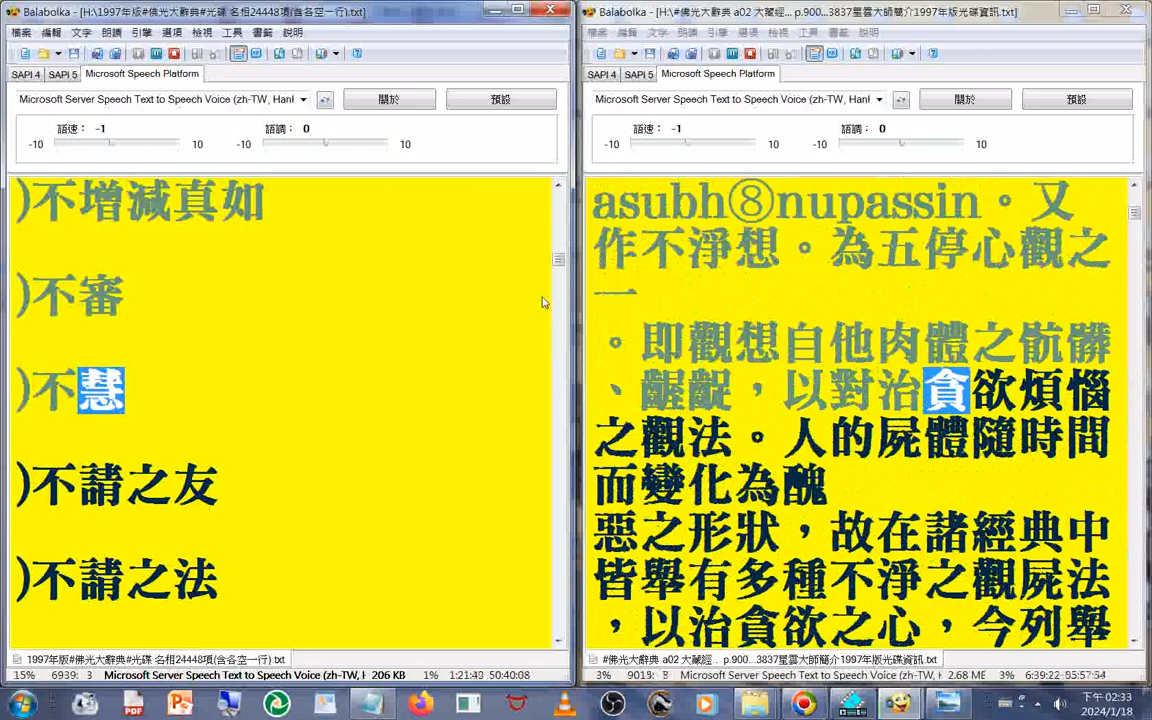 Balabolka - [H:\1997年版#佛光大辭典#光碟 名相24448項(含各空一行).txt]
檔案 編輯 文字 朗讀 引擎 選項 檢視 工具 書籤 說明
SAPI 4 SAPI 5 Microsoft Speech Platform
Microsoft Server Speech Text to Speech Voice (zh-TW, Hanl
關於 預設
語速： -1 語調： 0
-10 10 -10 10
)不增減真如
)不審
)不慧
)不請之友
)不請之法
1997年版#佛光大辭典#光碟 名相24448項(含各空一行).txt
15% 6939: 3 Microsoft Server Speech Text to Speech Voice (zh-TW, H 206 KB 1% 1:21:43 50:40:08
Balabolka - [H:\#佛光大辭典 a02 大藏經... p.900...3837星雲大師簡介1997年版光碟資訊.txt]
檔案 編輯 文字 朗讀 引擎 選項 檢視 工具 書籤 說明
SAPI 4 SAPI 5 Microsoft Speech Platform
Microsoft Server Speech Text to Speech Voice (zh-TW, Hanl
關於 預設
語速： -1 語調： 0
-10 10 -10 10
asubh⑧nupassin。又
作不淨想。為五停心觀之
一
。即觀想自他肉體之骯髒
、齷齪，以對治貪欲煩惱
之觀法。人的屍體隨時間
而變化為醜
惡之形狀，故在諸經典中
皆舉有多種不淨之觀屍法
，以治貪欲之心，今列舉
#佛光大辭典 a02 大藏經... p.900...3837星雲大師簡介1997年版光碟資訊.txt
3% 9019: 8 Microsoft Server Speech Text to Speech Voice 2.68 ME 3% 6:39:22 55:57:54
下午 02:33
2024/1/18